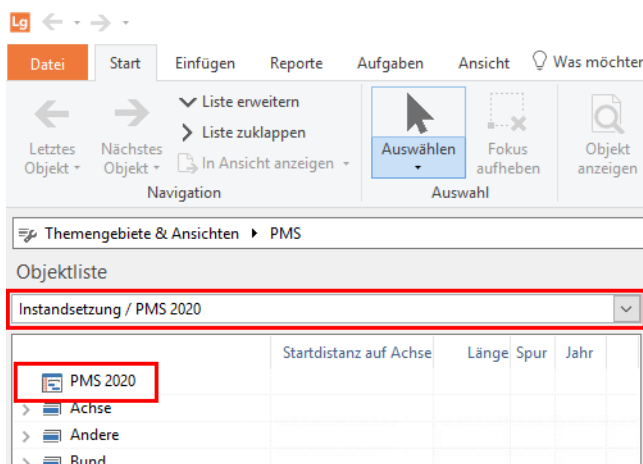 Lg
Datei Start Einfügen Reporte Aufgaben Ansicht Was möchten
Liste erweitern
Liste zuklappen
In Ansicht anzeigen
Letztes Objekt
Nächstes Objekt
Navigation
Auswählen
Fokus aufheben
Auswahl
Objekt anzeigen
Themengebiete & Ansichten PMS
Objektliste
Instandsetzung / PMS 2020
Startdistanz auf Achse Länge Spur Jahr
PMS 2020
Achse
Andere
Bund